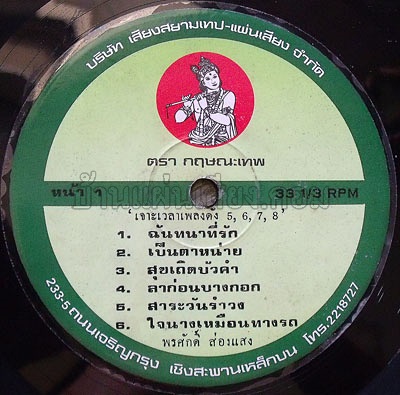 บริษัท เสียงสยามเทป-แผ่นเสียง จำกัด
ตรา กฤษณะเทพ
หน้า 1
33 1/3 RPM
เจาะเวลาเพลงดัง 5, 6, 7, 8
1. ฉันทนาที่รัก
2. เบ็นตาหน่าย
3. สุขเถิดบัวคำ
4. ลาก่อนบางกอก
5. สาระวันรำวง
6. ใจนางเหมือนทางรถ
พรศักดิ์ ส่องแสง
233-5 ถนนเจริญกรุง เชิงสะพานเหล็กบน โทร. 2218727